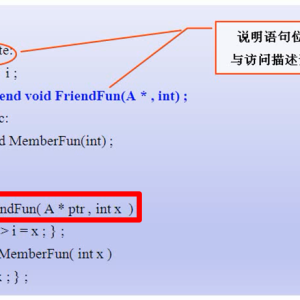 te:
说明语句位
i ;
与访问描述
end void FriendFun(A * , int) ;
c:
d MemberFun(int) ;
ndFun( A * ptr , int x )
> i = x ; } ;
MemberFun( int x )
x ; } ;